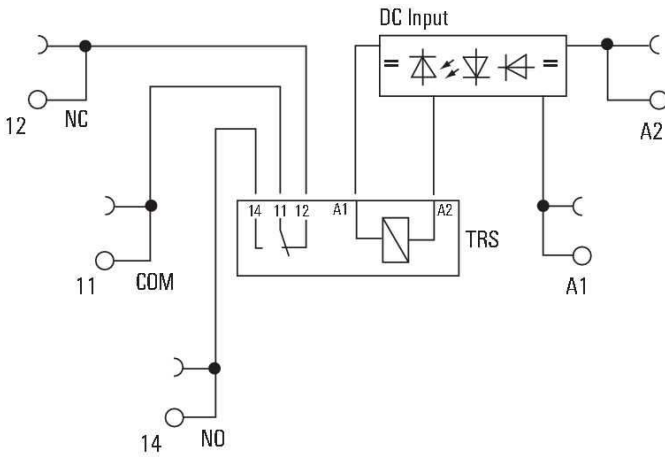 DC Input
12 NC
= =
A2
14 11 12 A1 A2
TRS
11 COM
A1
14 NO